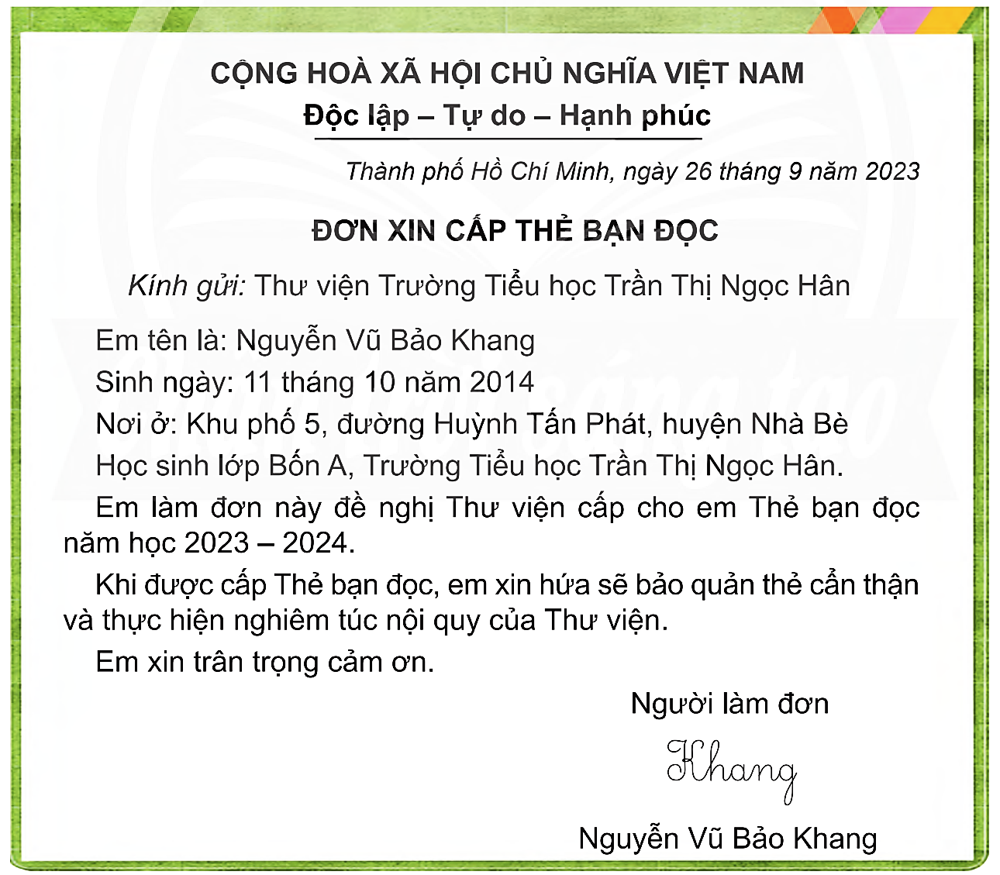 CỘNG HOÀ XÃ HỘI CHỦ NGHĨA VIỆT NAM
Độc lập – Tự do – Hạnh phúc
Thành phố Hồ Chí Minh, ngày 26 tháng 9 năm 2023
ĐƠN XIN CẤP THẺ BẠN ĐỌC
Kính gửi: Thư viện Trường Tiểu học Trần Thị Ngọc Hân
Em tên là: Nguyễn Vũ Bảo Khang
Sinh ngày: 11 tháng 10 năm 2014
Nơi ở: Khu phố 5, đường Huỳnh Tấn Phát, huyện Nhà Bè
Học sinh lớp Bốn A, Trường Tiểu học Trần Thị Ngọc Hân.
Em làm đơn này đề nghị Thư viện cấp cho em Thẻ bạn đọc
năm học 2023 – 2024.
Khi được cấp Thẻ bạn đọc, em xin hứa sẽ bảo quản thẻ cẩn thận
và thực hiện nghiêm túc nội quy của Thư viện.
Em xin trân trọng cảm ơn.
Người làm đơn
Khang
Nguyễn Vũ Bảo Khang